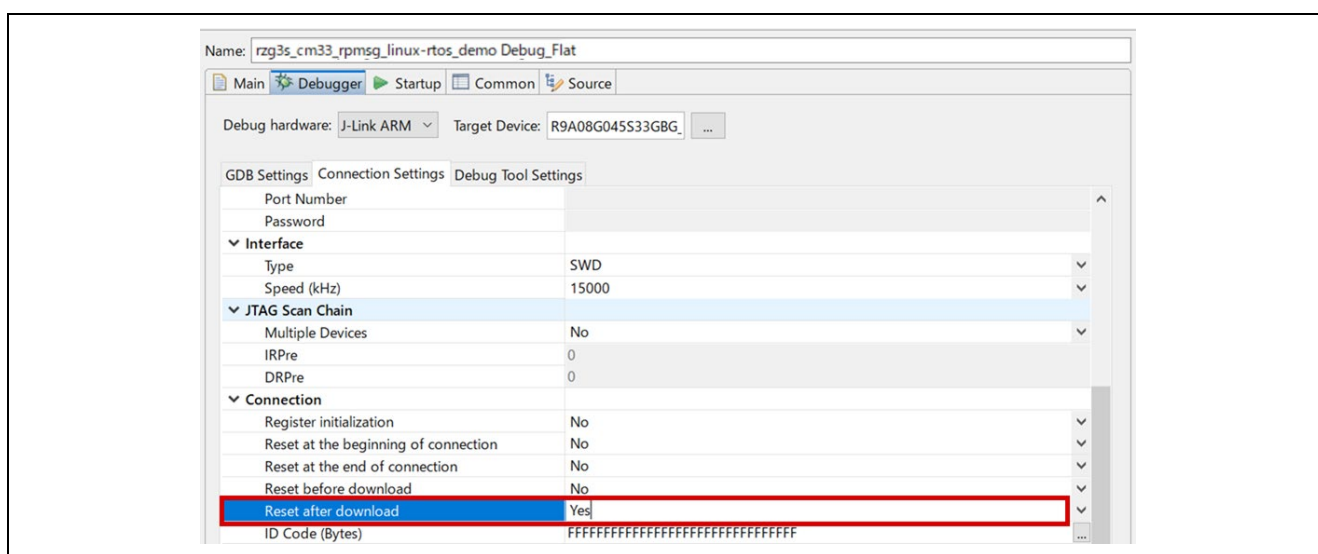 Name: rzg3s_cm33_rpmsg_linux-rtos_demo Debug_Flat
Main Debugger Startup Common Source
Debug hardware: J-Link ARM Target Device: R9A08G045S33GBG_ ...
GDB Settings Connection Settings Debug Tool Settings
Port Number
Password
Interface
Type SWD
Speed (kHz) 15000
JTAG Scan Chain
Multiple Devices No
IRPre 0
DRPre 0
Connection
Register initialization No
Reset at the beginning of connection No
Reset at the end of connection No
Reset before download No
Reset after download Yes
ID Code (Bytes) FFFFFFFFFFFFFFFFFFFFFFFFFFFFFFFF ...